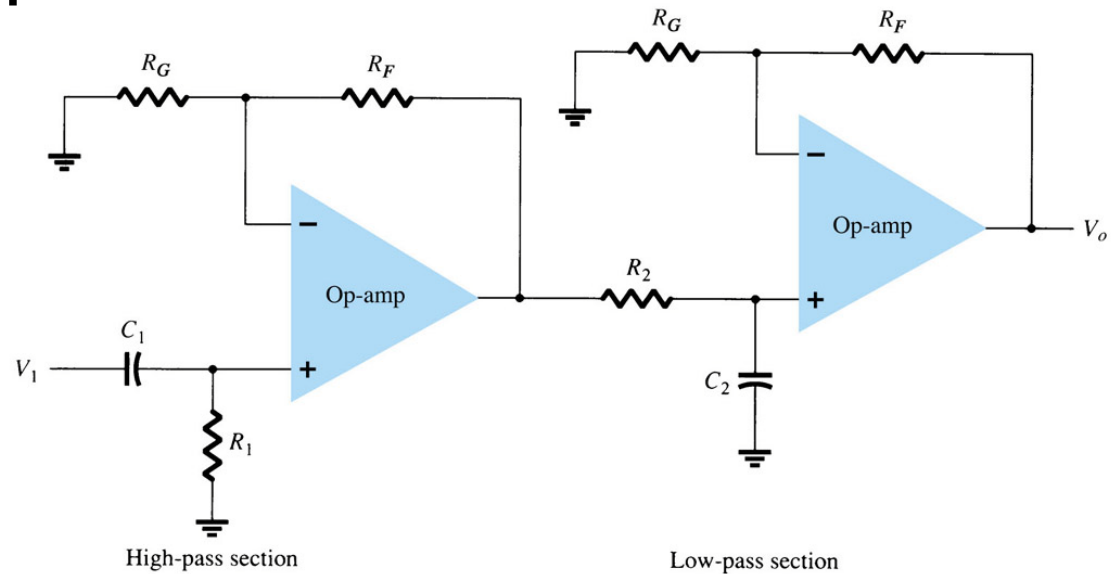 R_G
R_F
R_G
R_F
−
Op-amp
+
−
Op-amp
+
V_o
R_2
C_1
V_1
R_1
C_2
High-pass section
Low-pass section